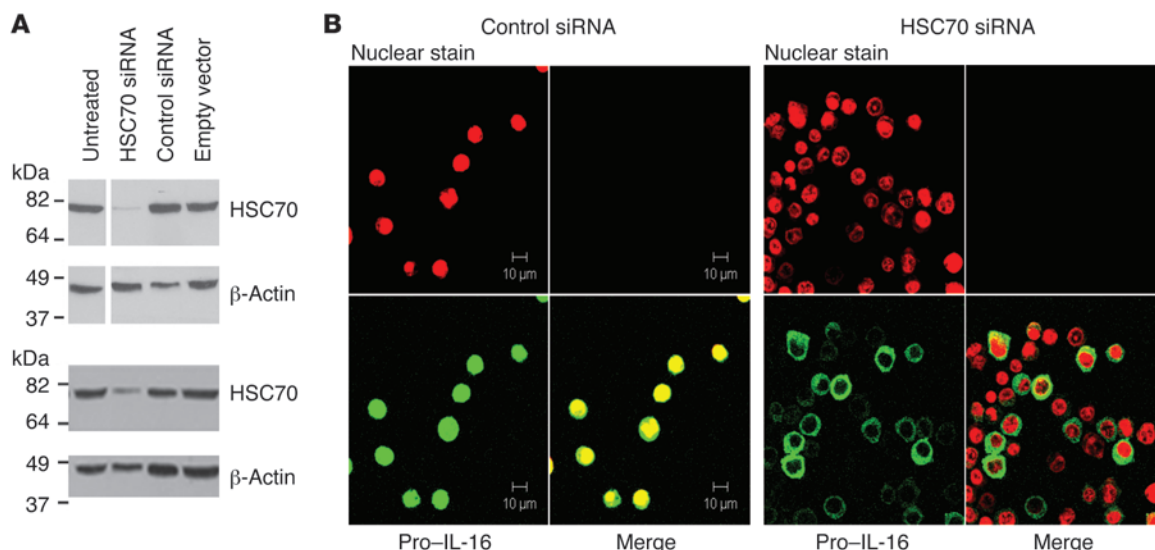 A
Untreated
HSC70 siRNA
Control siRNA
Empty vector
kDa
82
64
HSC70
49
37
β-Actin
kDa
82
64
HSC70
49
37
β-Actin
B
Control siRNA
Nuclear stain
10 μm
10 μm
10 μm
10 μm
Pro–IL-16
Merge
HSC70 siRNA
Nuclear stain
Pro–IL-16
Merge